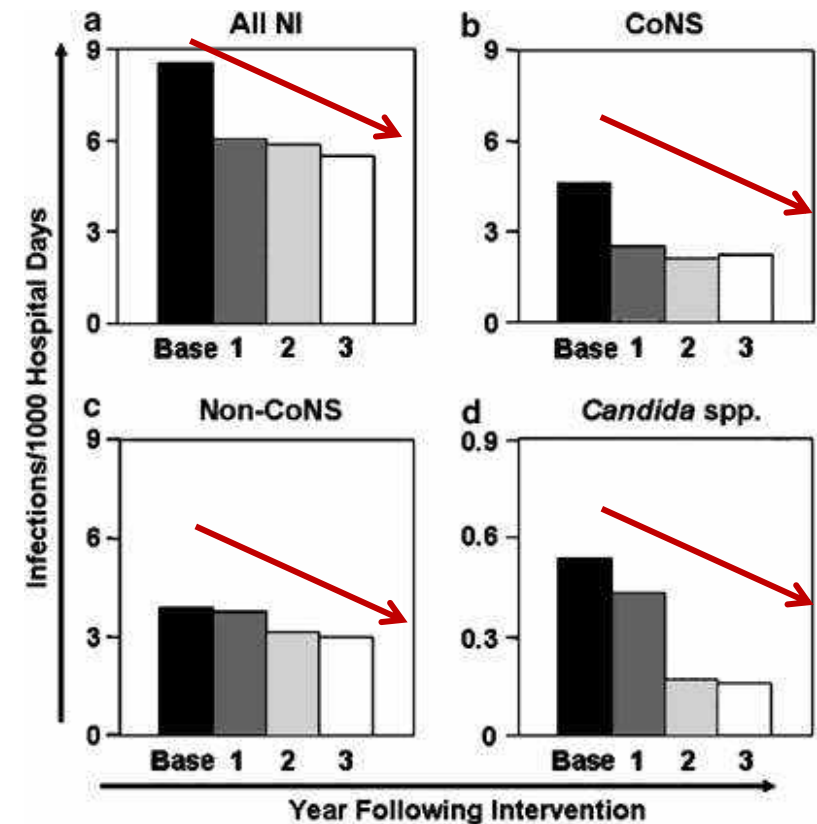 a All NI
9
6
3
0
Base 1 2 3
b CoNS
9
6
3
0
Base 1 2 3
c Non-CoNS
9
6
3
0
Base 1 2 3
d Candida spp.
0.9
0.6
0.3
0
Base 1 2 3
Infections/1000 Hospital Days
Year Following Intervention